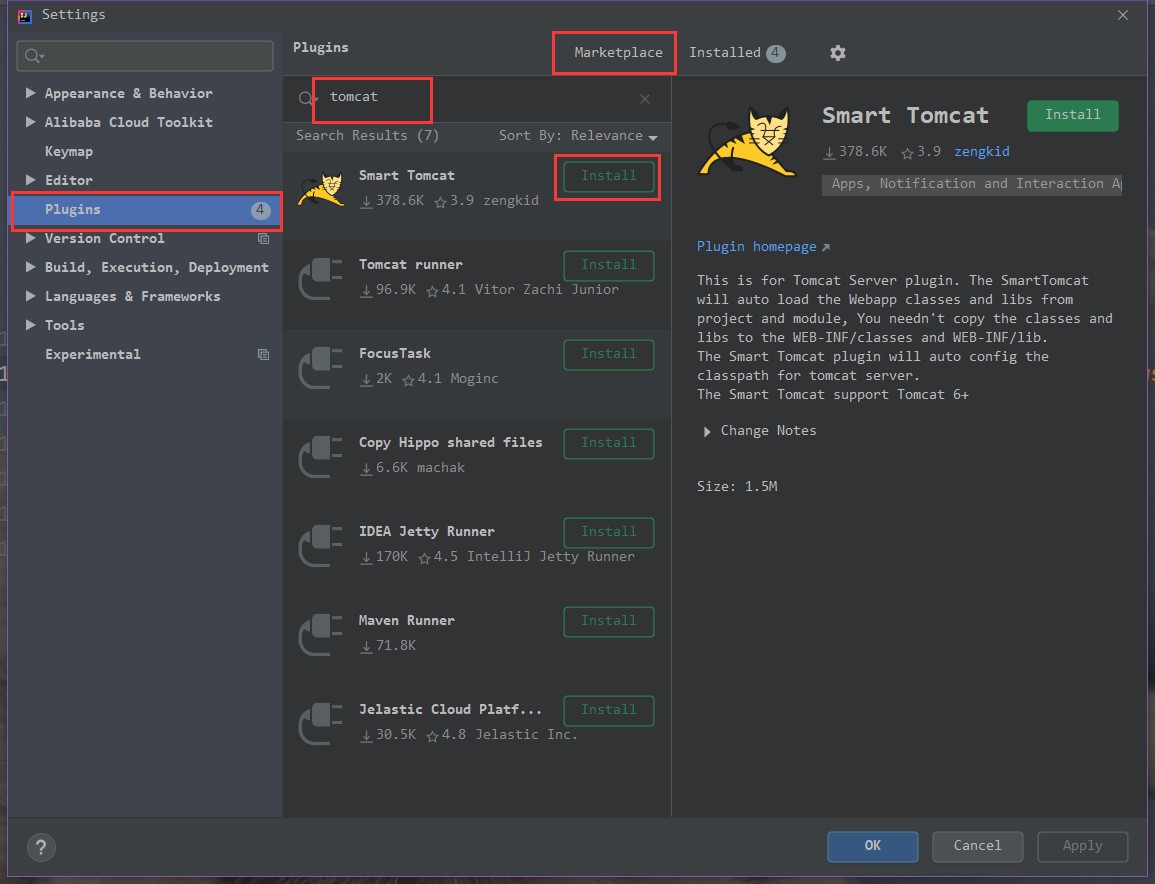 Settings
Appearance & Behavior
Alibaba Cloud Toolkit
Keymap
Editor
Plugins 4
Version Control
Build, Execution, Deployment
Languages & Frameworks
Tools
Experimental
Plugins
Marketplace
Installed 4
tomcat
Search Results (7) Sort By: Relevance
Smart Tomcat Install
378.6K 3.9 zengkid
Tomcat runner Install
96.9K 4.1 Vitor Zachi Junior
FocusTask Install
2K 4.1 Moginc
Copy Hippo shared files Install
6.6K machak
IDEA Jetty Runner Install
170K 4.5 IntelliJ Jetty Runner
Maven Runner Install
71.8K
Jelastic Cloud Platf... Install
30.5K 4.8 Jelastic Inc.
Smart Tomcat Install
378.6K 3.9 zengkid
Apps, Notification and Interaction A
Plugin homepage
This is for Tomcat Server plugin. The SmartTomcat
will auto load the Webapp classes and libs from
project and module, You needn't copy the classes and
libs to the WEB-INF/classes and WEB-INF/lib.
The Smart Tomcat plugin will auto config the
classpath for tomcat server.
The Smart Tomcat support Tomcat 6+
Change Notes
Size: 1.5M
?
OK
Cancel
Apply